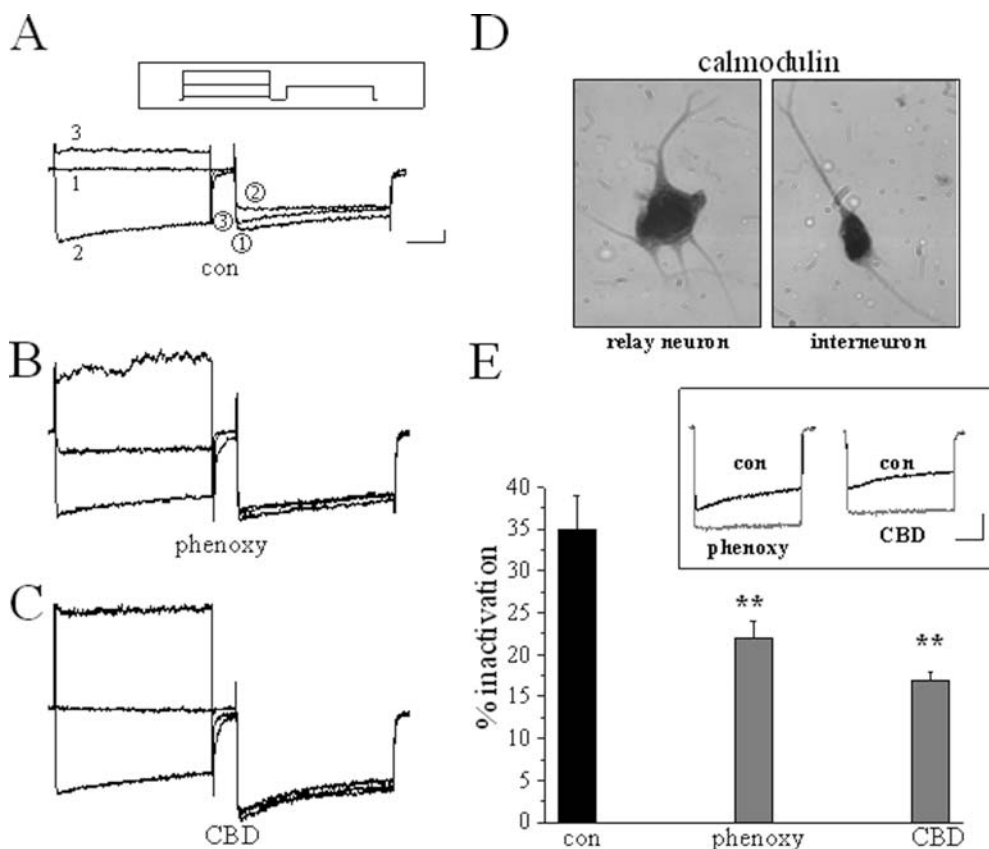 A
3
1
2
②
③
①
con
B
phenoxy
C
CBD
D
calmodulin
relay neuron interneuron
E
con con
phenoxy CBD
% inactivation
40
35
30
25
20
15
10
5
0
** **
con phenoxy CBD